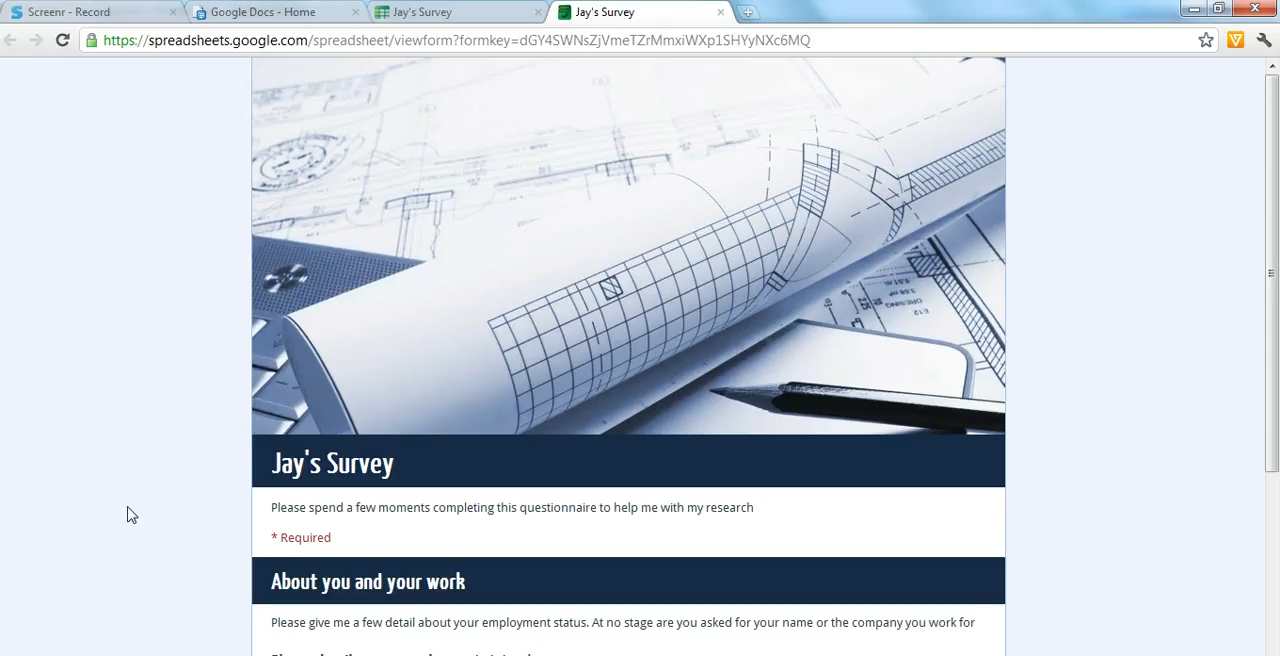 Screenr - Record
Google Docs - Home
Jay's Survey
Jay's Survey
https://spreadsheets.google.com/spreadsheet/viewform?formkey=dGY4SWNsZjVmeTZrMmxiWXp1SHYyNXc6MQ
Jay's Survey
Please spend a few moments completing this questionnaire to help me with my research
* Required
About you and your work
Please give me a few detail about your employment status. At no stage are you asked for your name or the company you work for